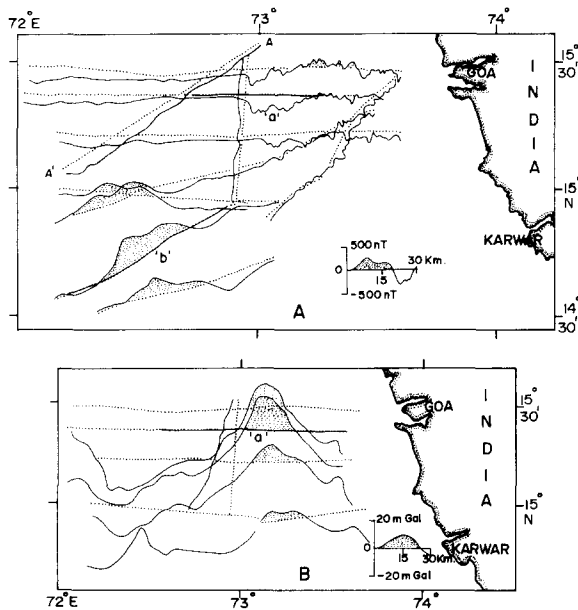 72°E
73°
74°
A
15°
30'
I N D I A
GOA
'a'
A'
15°
N
KARWAR
500 nT
30 Km.
'b'
0
15
-500 nT
A
14°
30'
15°
30'
I N D I A
GOA
'a'
15°
N
20 m Gal
0
15
30Km.
KARWAR
-20 m Gal
B
72°E
73°
74°